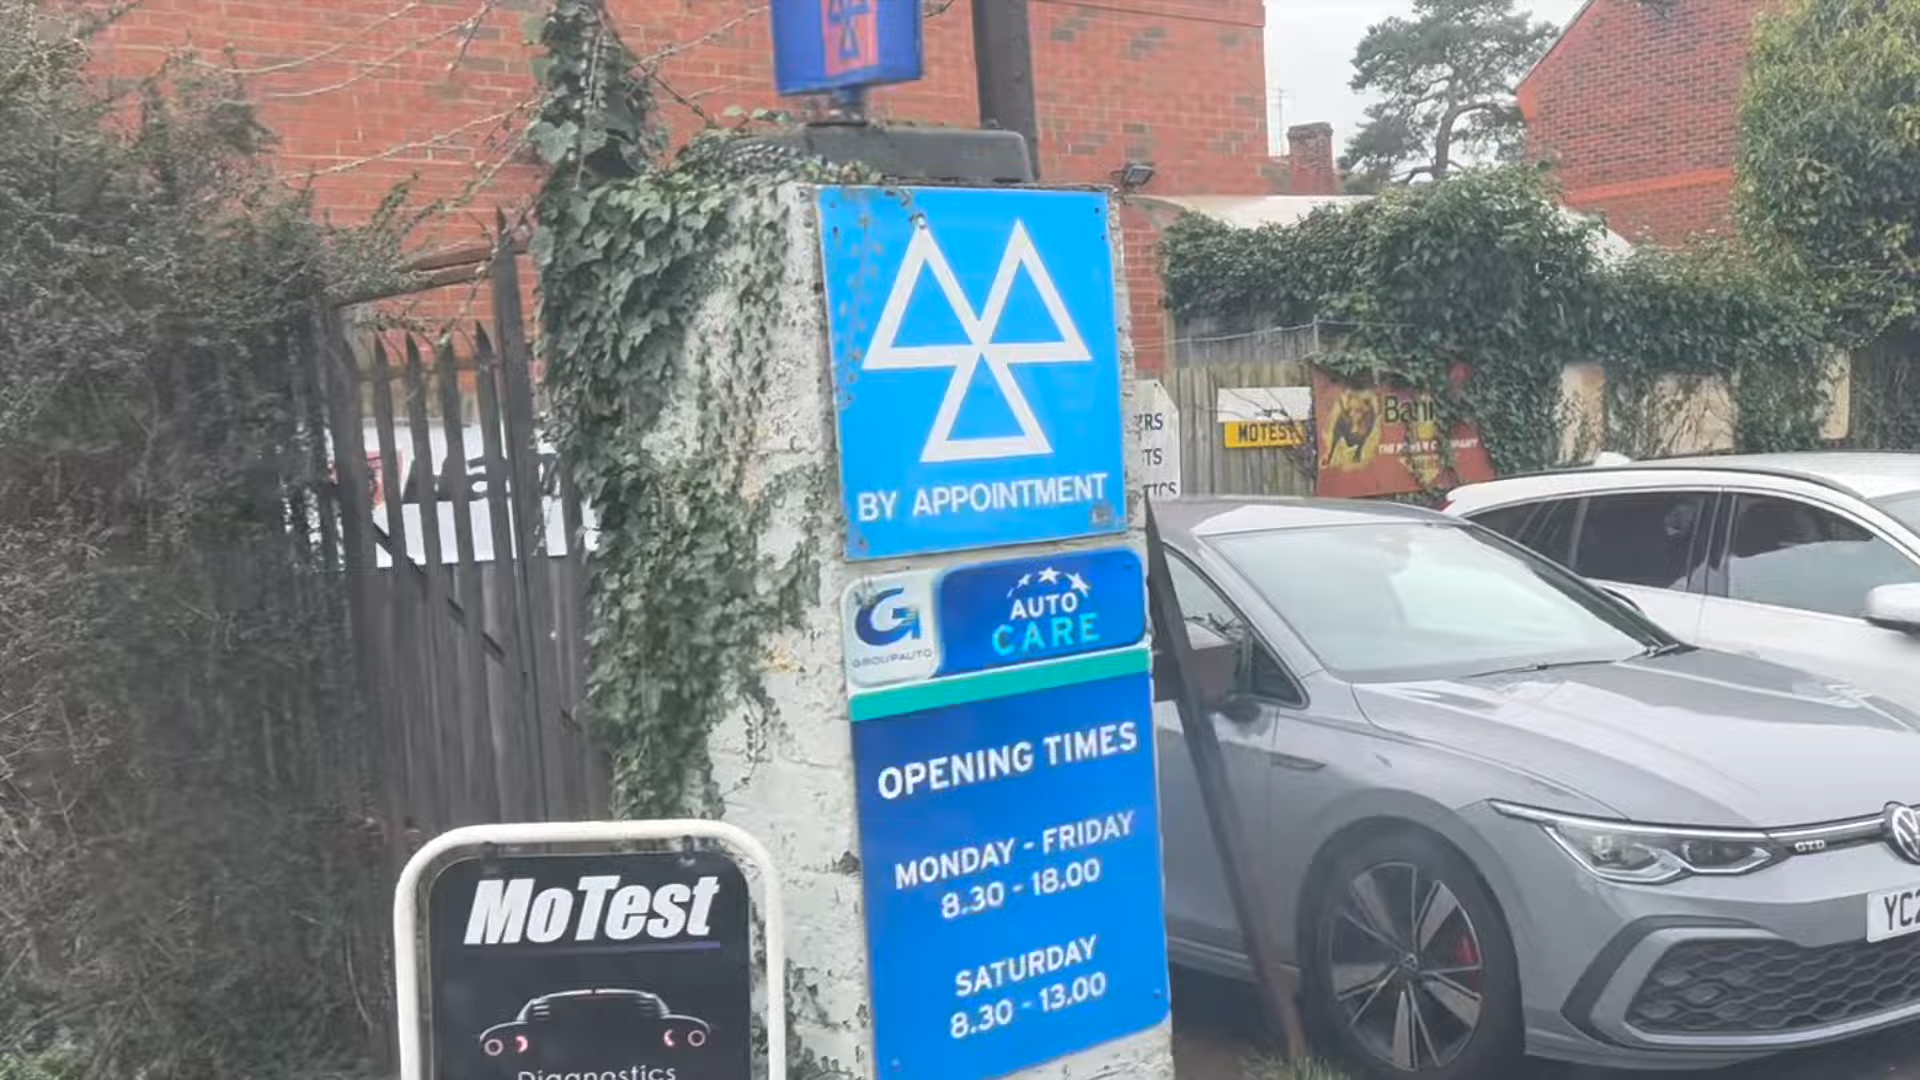 BY APPOINTMENT
GROUPAUTO
AUTO
CARE
OPENING TIMES
MONDAY - FRIDAY
8.30 - 18.00
SATURDAY
8.30 - 13.00
MoTest
Diagnostics
MOTEST
GTD